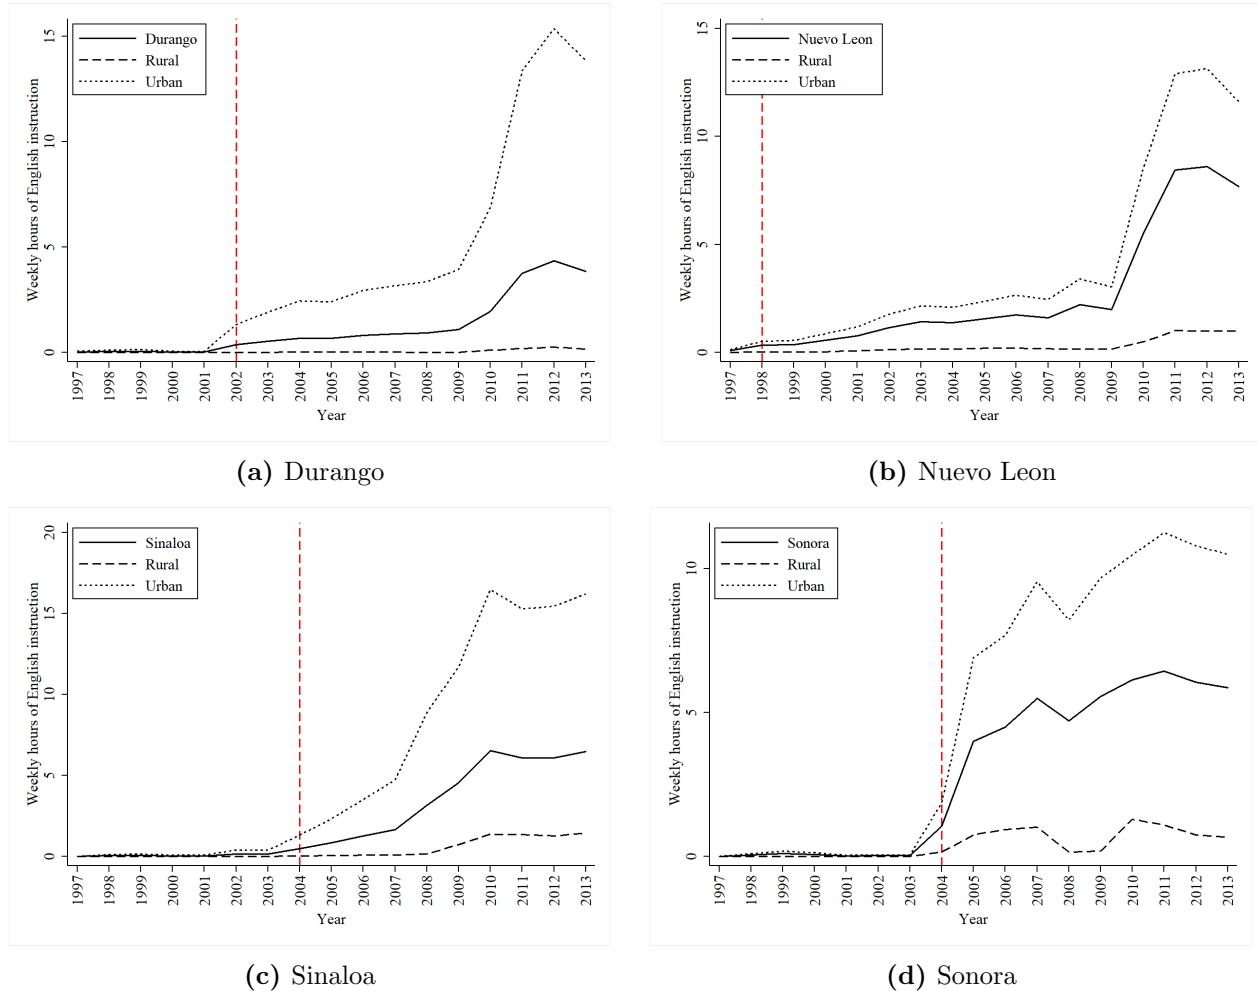 Durango
Rural
Urban
Weekly hours of English instruction
15
10
5
0
1997 1998 1999 2000 2001 2002 2003 2004 2005 2006 2007 2008 2009 2010 2011 2012 2013
Year
(a) Durango
Nuevo Leon
Rural
Urban
Weekly hours of English instruction
15
10
5
0
1997 1998 1999 2000 2001 2002 2003 2004 2005 2006 2007 2008 2009 2010 2011 2012 2013
Year
(b) Nuevo Leon
Sinaloa
Rural
Urban
Weekly hours of English instruction
20
15
10
5
0
1997 1998 1999 2000 2001 2002 2003 2004 2005 2006 2007 2008 2009 2010 2011 2012 2013
Year
(c) Sinaloa
Sonora
Rural
Urban
Weekly hours of English instruction
10
5
0
1997 1998 1999 2000 2001 2002 2003 2004 2005 2006 2007 2008 2009 2010 2011 2012 2013
Year
(d) Sonora